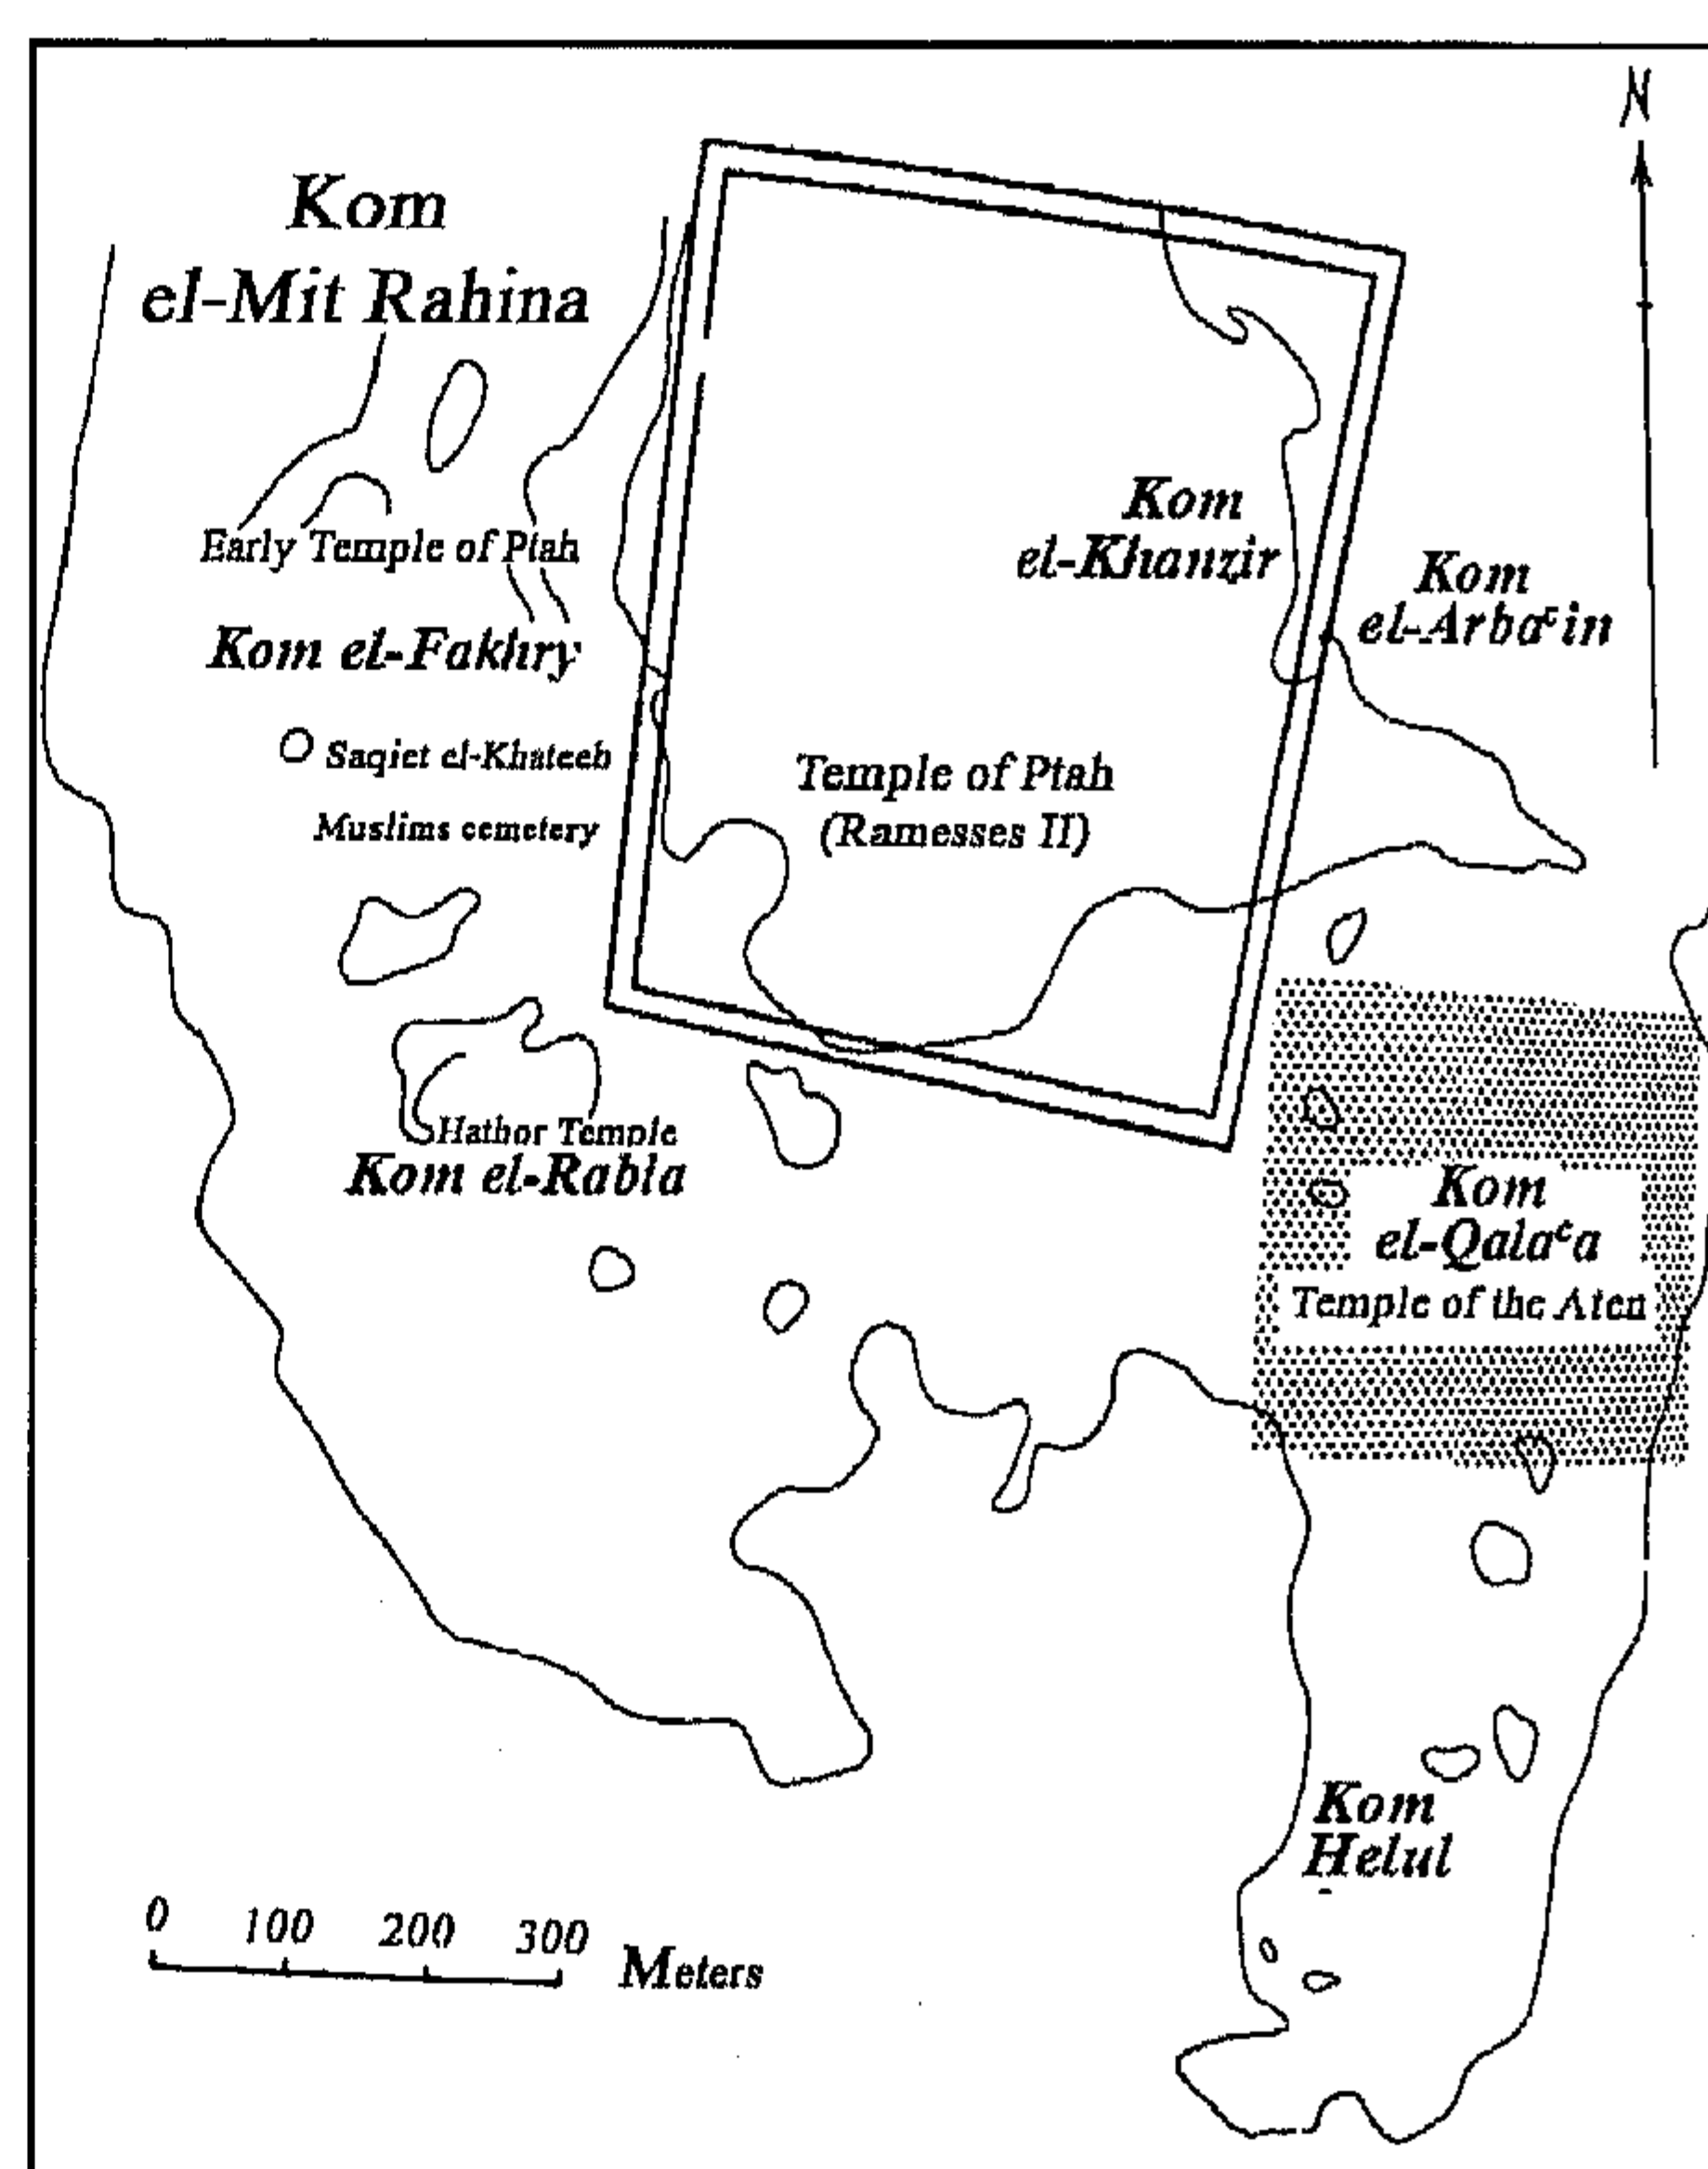 N
Kom
el-Mit Rahina
Early Temple of Ptah
Kom el-Fakhry
Saqiet el-Khateeb
Muslims cemetery
Kom
el-Khanzir
Kom
el-Arbaʿin
Temple of Ptah
(Ramesses II)
Hathor Temple
Kom el-Rabia
Kom
el-Qalaʿa
Temple of the Aten
Kom
Helul
0 100 200 300 Meters